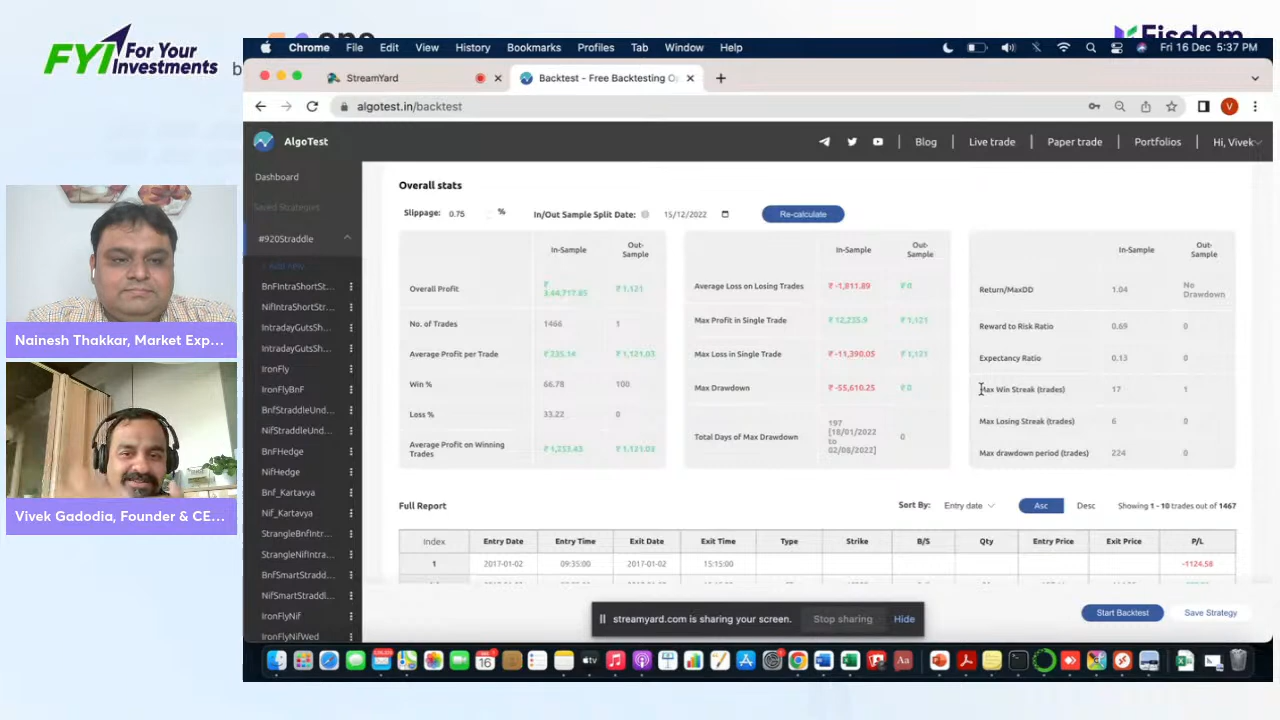 FYI For Your
Investments
Fisdom
Chrome File Edit View History Bookmarks Profiles Tab Window Help
Fri 16 Dec 5:37 PM
StreamYard
Backtest - Free Backtesting O
algotest.in/backtest
V
AlgoTest
Blog | Live trade | Paper trade | Portfolios | Hi, Vivek
Dashboard
Saved Strategies
#920Straddle
+ Add new
BnFIntraShortSt...
NifIntraShortStr...
IntradayGutsSh...
IntradayGutsSh...
IronFly
IronFlyBnF
BnfStraddleUnd...
NifStraddleUnd...
BnFHedge
NifHedge
Bnf_Kartavya
Nif_Kartavya
StrangleBnfIntr...
StrangleNifIntra...
BnfSmartStradd...
NifSmartStraddl...
IronFlyNif
IronFlyNifWed
Overall stats
Slippage: 0.75 %
In/Out Sample Split Date: 15/12/2022
Re-calculate
In-Sample Out-Sample
Overall Profit ₹ 3,44,717.85 ₹ 1,121
No. of Trades 1466 1
Average Profit per Trade ₹ 235.14 ₹ 1,121.03
Win % 66.78 100
Loss % 33.22 0
Average Profit on Winning Trades ₹ 1,253.43 ₹ 1,121.03
In-Sample Out-Sample
Average Loss on Losing Trades ₹ -1,811.89 ₹ 0
Max Profit in Single Trade ₹ 12,235.9 ₹ 1,121
Max Loss in Single Trade ₹ -11,390.05 ₹ 1,121
Max Drawdown ₹ -55,610.25 ₹ 0
Total Days of Max Drawdown 197 [18/01/2022 to 02/08/2022] 0
In-Sample Out-Sample
Return/MaxDD 1.04 No Drawdown
Reward to Risk Ratio 0.69 0
Expectancy Ratio 0.13 0
Max Win Streak (trades) 17 1
Max Losing Streak (trades) 6 0
Max drawdown period (trades) 224 0
Full Report
Sort By: Entry date Asc Desc Showing 1 - 10 trades out of 1467
Index Entry Date Entry Time Exit Date Exit Time Type Strike B/S Qty Entry Price Exit Price P/L
1 2017-01-02 09:35:00 2017-01-02 15:15:00 -1124.58
streamyard.com is sharing your screen. Stop sharing Hide
Start Backtest Save Strategy
Nainesh Thakkar, Market Exp...
Vivek Gadodia, Founder & CE...